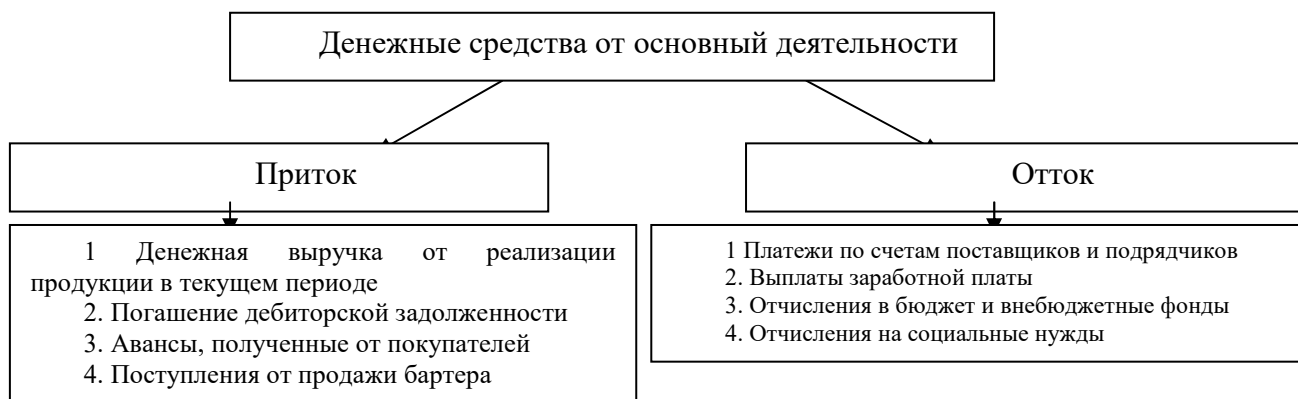 Денежные средства от основный деятельности
Приток
Отток
1 Денежная выручка от реализации
продукции в текущем периоде
2. Погашение дебиторской задолженности
3. Авансы, полученные от покупателей
4. Поступления от продажи бартера
1 Платежи по счетам поставщиков и подрядчиков
2. Выплаты заработной платы
3. Отчисления в бюджет и внебюджетные фонды
4. Отчисления на социальные нужды